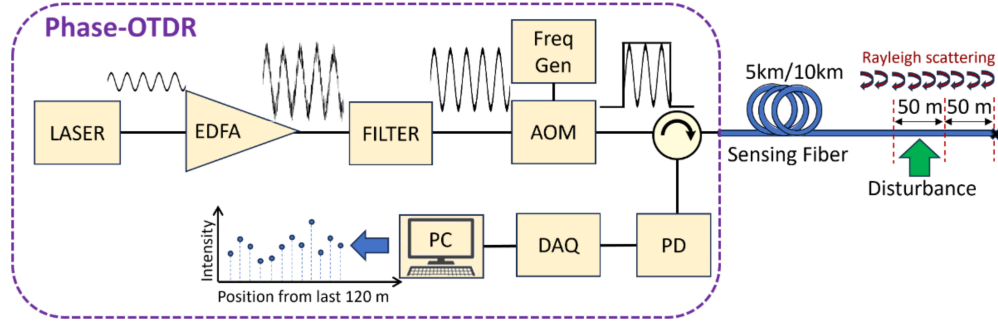 Phase-OTDR
Freq
Gen
5km/10km
Rayleigh scattering
50 m
50 m
LASER
EDFA
FILTER
AOM
Sensing Fiber
Disturbance
Intensity
PC
DAQ
PD
Position from last 120 m